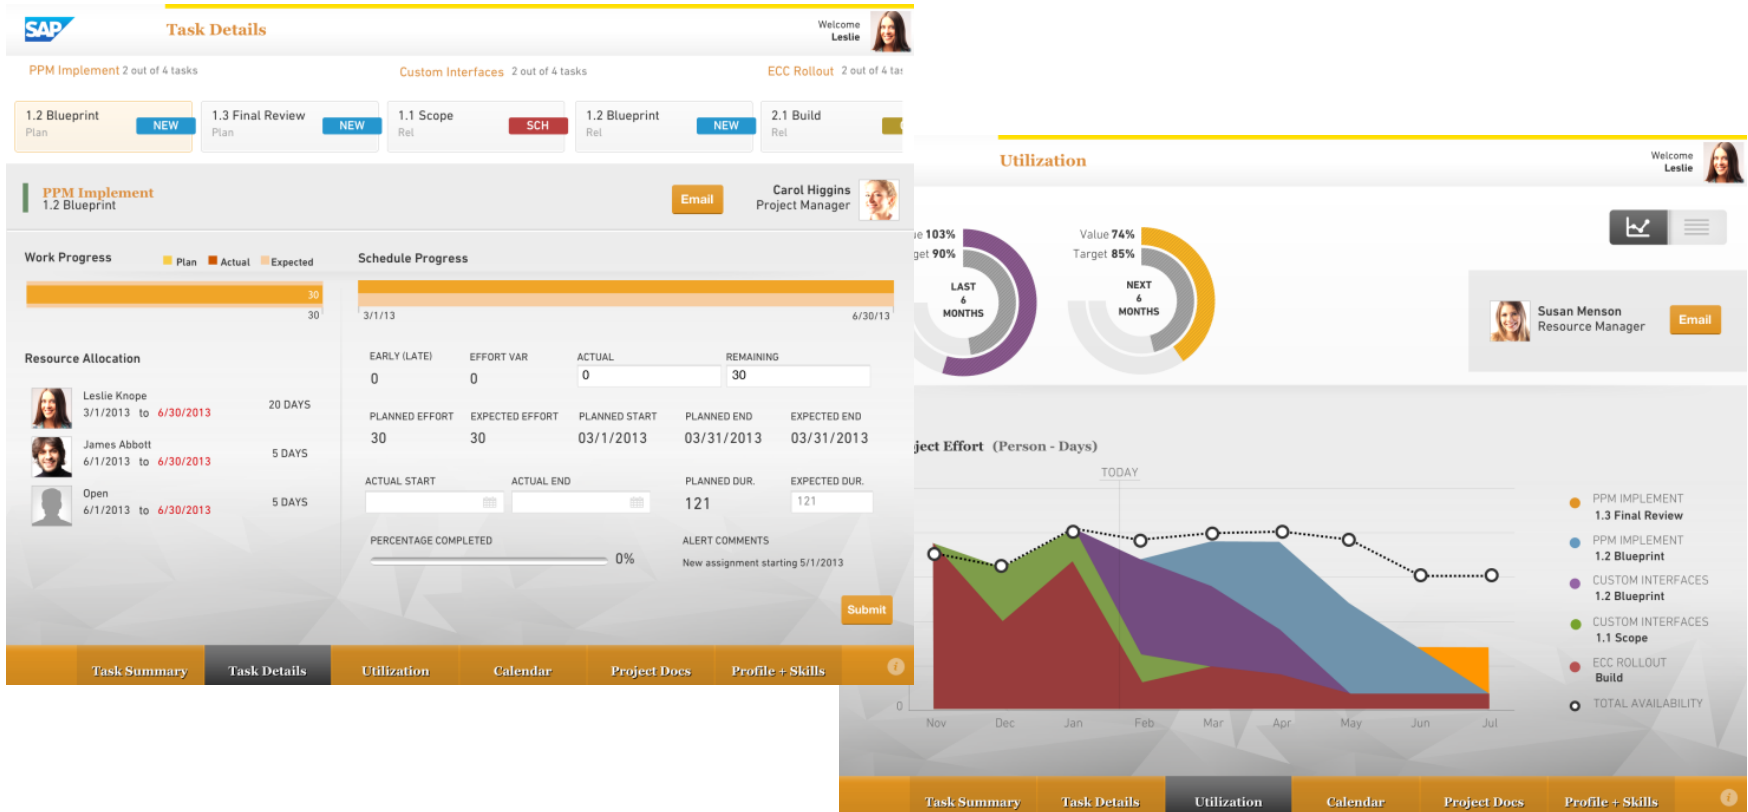 SAP
Task Details
Welcome
Leslie
PPM Implement 2 out of 4 tasks
Custom Interfaces 2 out of 4 tasks
ECC Rollout 2 out of 4 tas
1.2 Blueprint
Plan
NEW
1.3 Final Review
Plan
NEW
1.1 Scope
Rel
SCH
1.2 Blueprint
Rel
NEW
2.1 Build
Rel
PPM Implement
1.2 Blueprint
Email
Carol Higgins
Project Manager
Work Progress
Plan Actual Expected
30
30
Schedule Progress
3/1/13
6/30/13
Resource Allocation
Leslie Knope
3/1/2013 to 6/30/2013
20 DAYS
James Abbott
6/1/2013 to 6/30/2013
5 DAYS
Open
6/1/2013 to 6/30/2013
5 DAYS
EARLY (LATE) EFFORT VAR ACTUAL REMAINING
0 0 0 30
PLANNED EFFORT EXPECTED EFFORT PLANNED START PLANNED END EXPECTED END
30 30 03/1/2013 03/31/2013 03/31/2013
ACTUAL START ACTUAL END PLANNED DUR. EXPECTED DUR.
121 121
PERCENTAGE COMPLETED
0%
ALERT COMMENTS
New assignment starting 5/1/2013
Submit
Task Summary Task Details Utilization Calendar Project Docs Profile + Skills
i
Utilization
Welcome
Leslie
103%
90%
LAST
6
MONTHS
Value 74%
Target 85%
NEXT
6
MONTHS
Susan Menson
Resource Manager
Email
ject Effort (Person - Days)
TODAY
0
Nov Dec Jan Feb Mar Apr May Jun Jul
PPM IMPLEMENT
1.3 Final Review
PPM IMPLEMENT
1.2 Blueprint
CUSTOM INTERFACES
1.2 Blueprint
CUSTOM INTERFACES
1.1 Scope
ECC ROLLOUT
Build
TOTAL AVAILABILITY
Task Summary Task Details Utilization Calendar Project Docs Profile + Skills
i